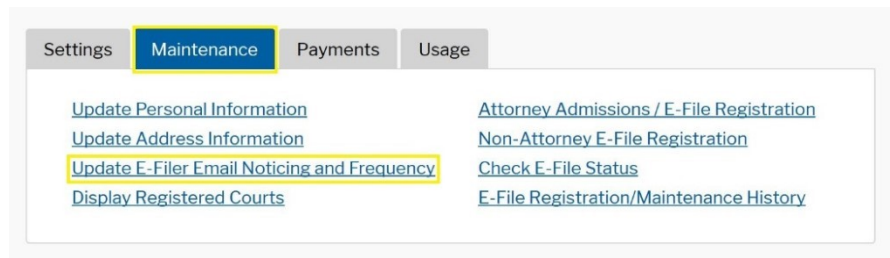 Settings Maintenance Payments Usage
Update Personal Information
Update Address Information
Update E-Filer Email Noticing and Frequency
Display Registered Courts
Attorney Admissions / E-File Registration
Non-Attorney E-File Registration
Check E-File Status
E-File Registration/Maintenance History